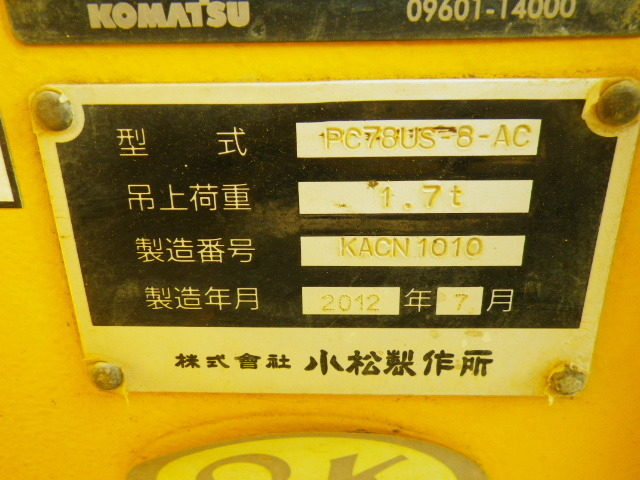 KOMATSU 09601-14000
型 式 PC78US-8-AC
吊上荷重 1.7t
製造番号 KACN1010
製造年月 2012 年 7 月
株式會社 小松製作所
OK